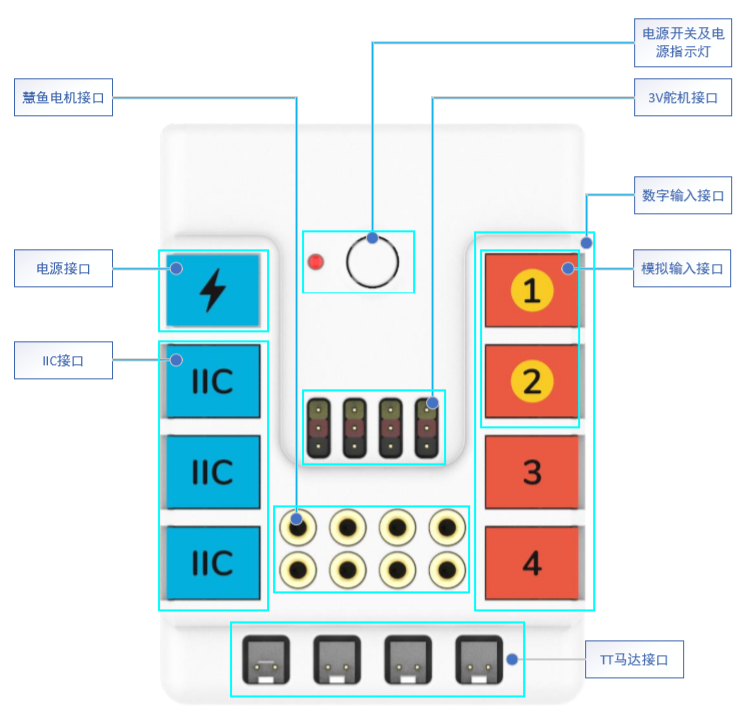 电源开关及电
源指示灯
慧鱼电机接口
3V舵机接口
数字输入接口
电源接口
模拟输入接口
1
IIC接口
IIC
2
IIC
3
IIC
4
TT马达接口